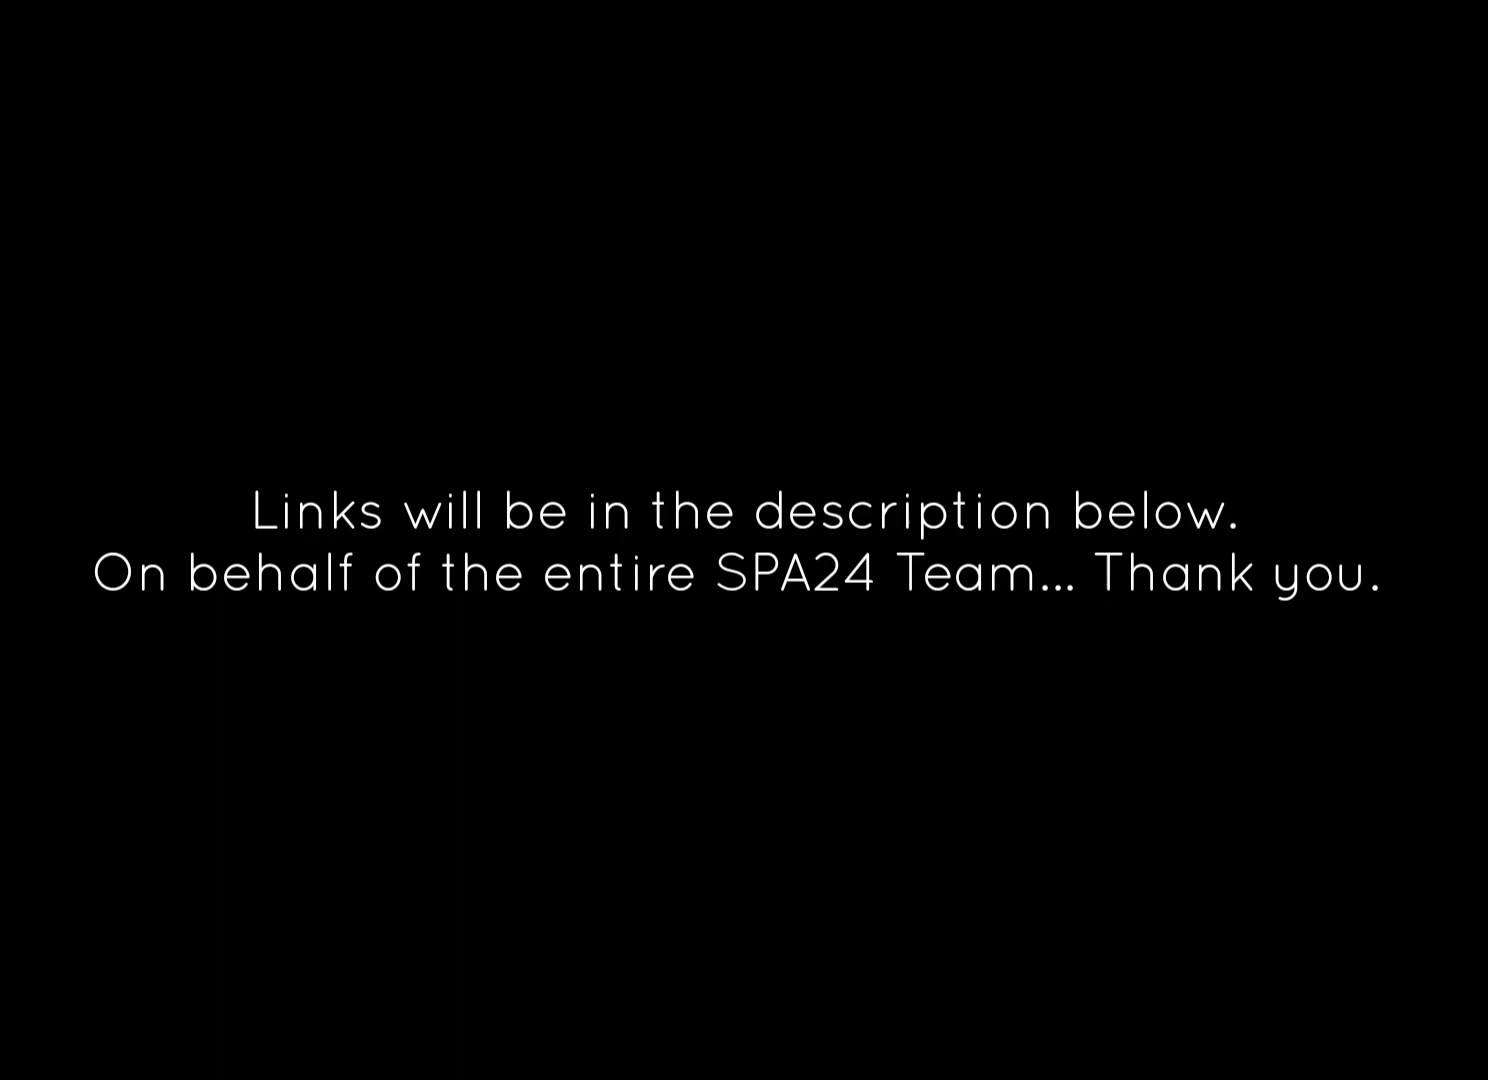 Links will be in the description below.
On behalf of the entire SPA24 Team... Thank you.